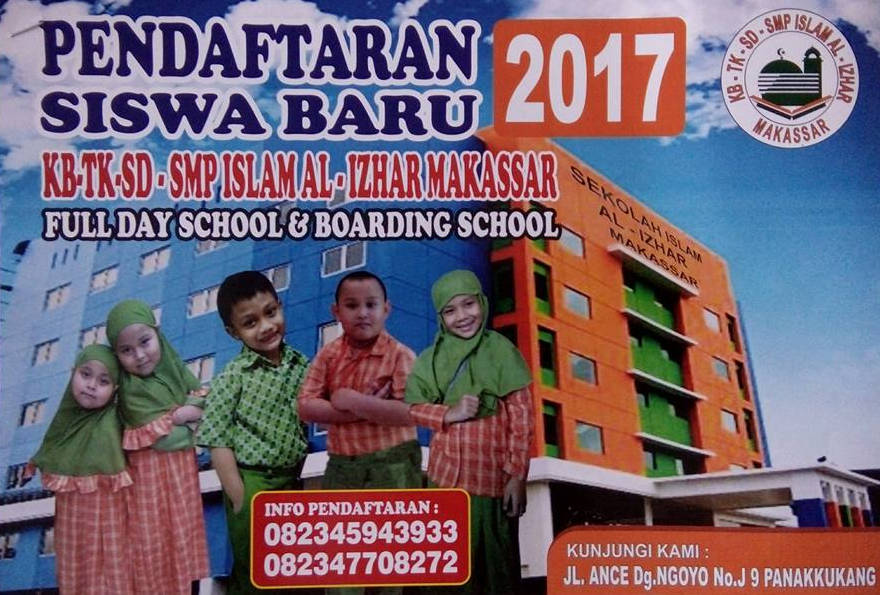 PENDAFTARAN
SISWA BARU
2017
KB-TK-SD - SMP ISLAM AL - IZHAR MAKASSAR
FULL DAY SCHOOL & BOARDING SCHOOL
KB - TK - SD - SMP ISLAM AL - IZHAR
MAKASSAR
SEKOLAH ISLAM
AL - IZHAR
MAKASSAR
INFO PENDAFTARAN :
082345943933
082347708272
KUNJUNGI KAMI :
JL. ANCE Dg.NGOYO No.J 9 PANAKKUKANG